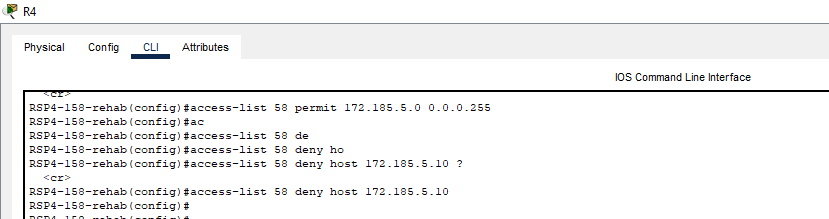 R4
Physical Config CLI Attributes
IOS Command Line Interface
<cr>
RSP4-158-rehab(config)#access-list 58 permit 172.185.5.0 0.0.0.255
RSP4-158-rehab(config)#ac
RSP4-158-rehab(config)#access-list 58 de
RSP4-158-rehab(config)#access-list 58 deny ho
RSP4-158-rehab(config)#access-list 58 deny host 172.185.5.10 ?
<cr>
RSP4-158-rehab(config)#access-list 58 deny host 172.185.5.10
RSP4-158-rehab(config)#
RSP4-158-rehab(config)#